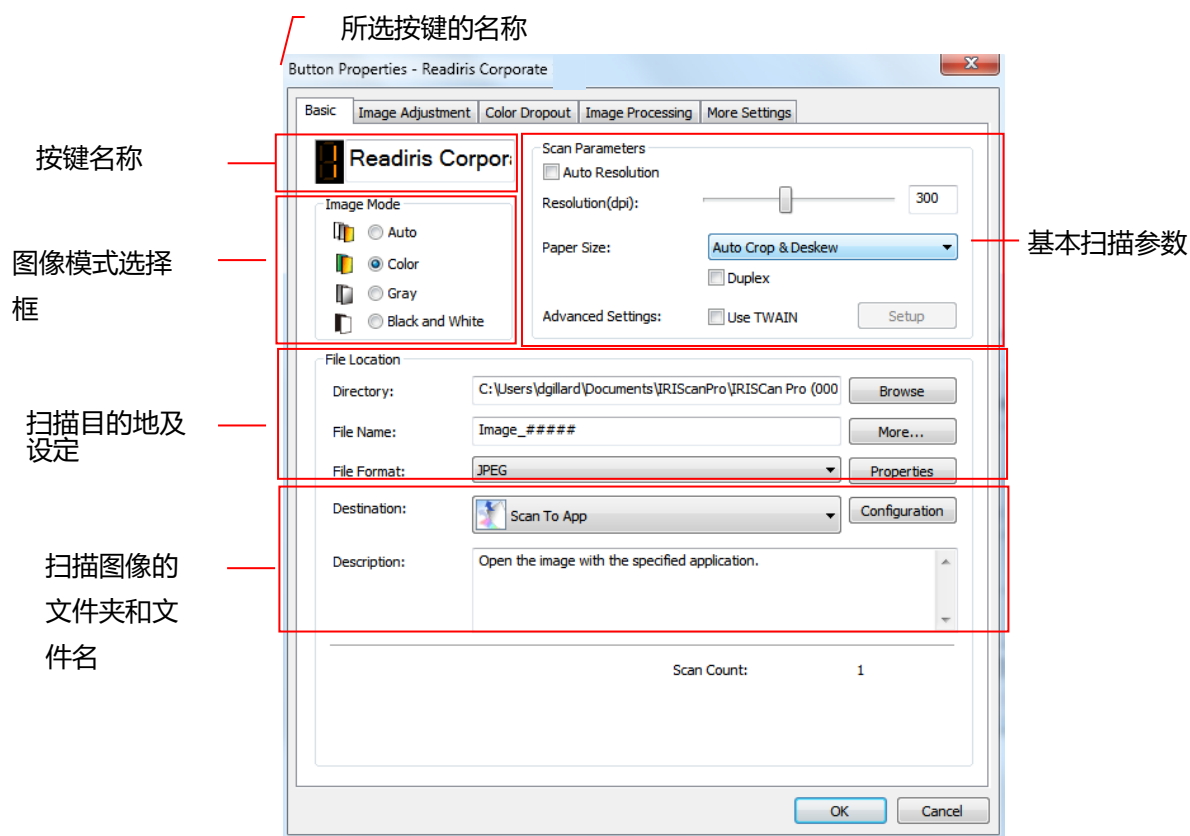 所选按键的名称
Button Properties - Readiris Corporate
Basic Image Adjustment Color Dropout Image Processing More Settings
按键名称
1 Readiris Corpor
Image Mode
Auto
Color
Gray
Black and White
图像模式选择
框
Scan Parameters
Auto Resolution
Resolution(dpi): 300
Paper Size: Auto Crop & Deskew
Duplex
Advanced Settings: Use TWAIN Setup
基本扫描参数
File Location
Directory: C:\Users\dgillard\Documents\IRIScanPro\IRISCan Pro (000 Browse
File Name: Image_##### More...
File Format: JPEG Properties
扫描目的地及
设定
Destination: Scan To App Configuration
Description: Open the image with the specified application.
扫描图像的
文件夹和文
件名
Scan Count: 1
OK Cancel